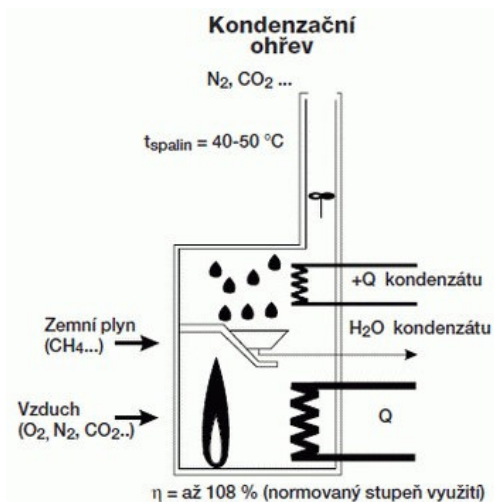 Kondenzační
ohřev
N2, CO2 ...
tspalin = 40-50 °C
+Q kondenzátu
Zemní plyn
(CH4...)
H2O kondenzátu
Vzduch
(O2, N2, CO2..)
Q
η = až 108 % (normovaný stupeň využití)